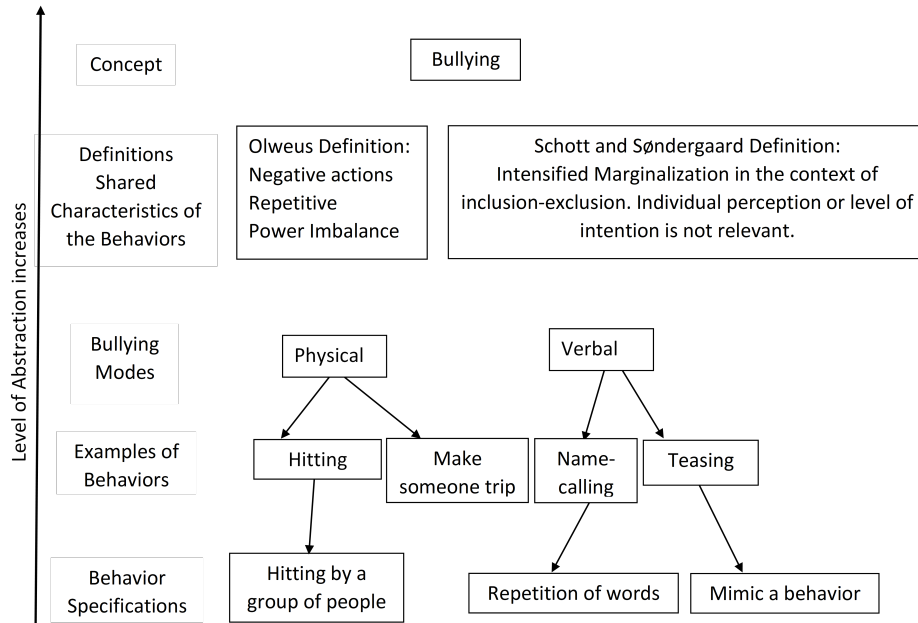 Level of Abstraction increases
Concept
Bullying
Definitions
Shared
Characteristics of
the Behaviors
Olweus Definition:
Negative actions
Repetitive
Power Imbalance
Schott and Søndergaard Definition:
Intensified Marginalization in the context of
inclusion-exclusion. Individual perception or level of
intention is not relevant.
Bullying
Modes
Physical
Verbal
Examples of
Behaviors
Hitting
Make
someone trip
Name-
calling
Teasing
Behavior
Specifications
Hitting by a
group of people
Repetition of words
Mimic a behavior